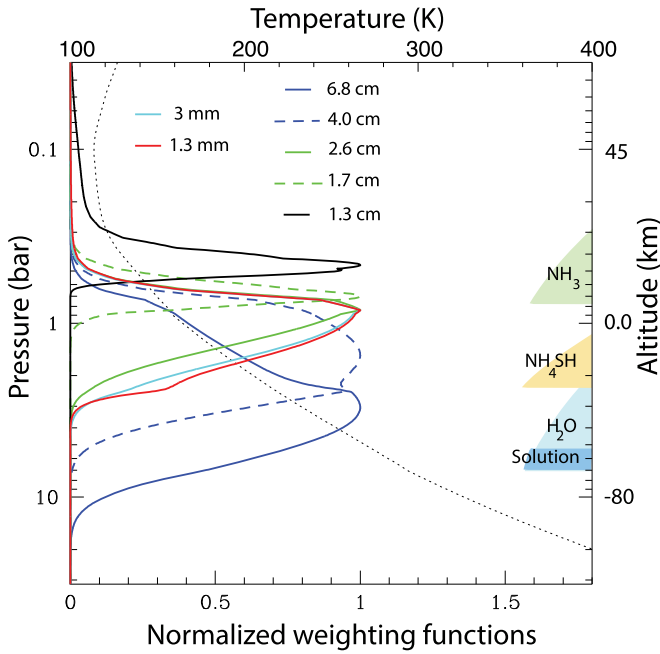 Temperature (K)
100 200 300 400
3 mm
1.3 mm
6.8 cm
4.0 cm
2.6 cm
1.7 cm
1.3 cm
Pressure (bar)
0.1
1
10
45
0.0
-80
Altitude (km)
NH3
NH4SH
H2O
Solution
0 0.5 1 1.5
Normalized weighting functions